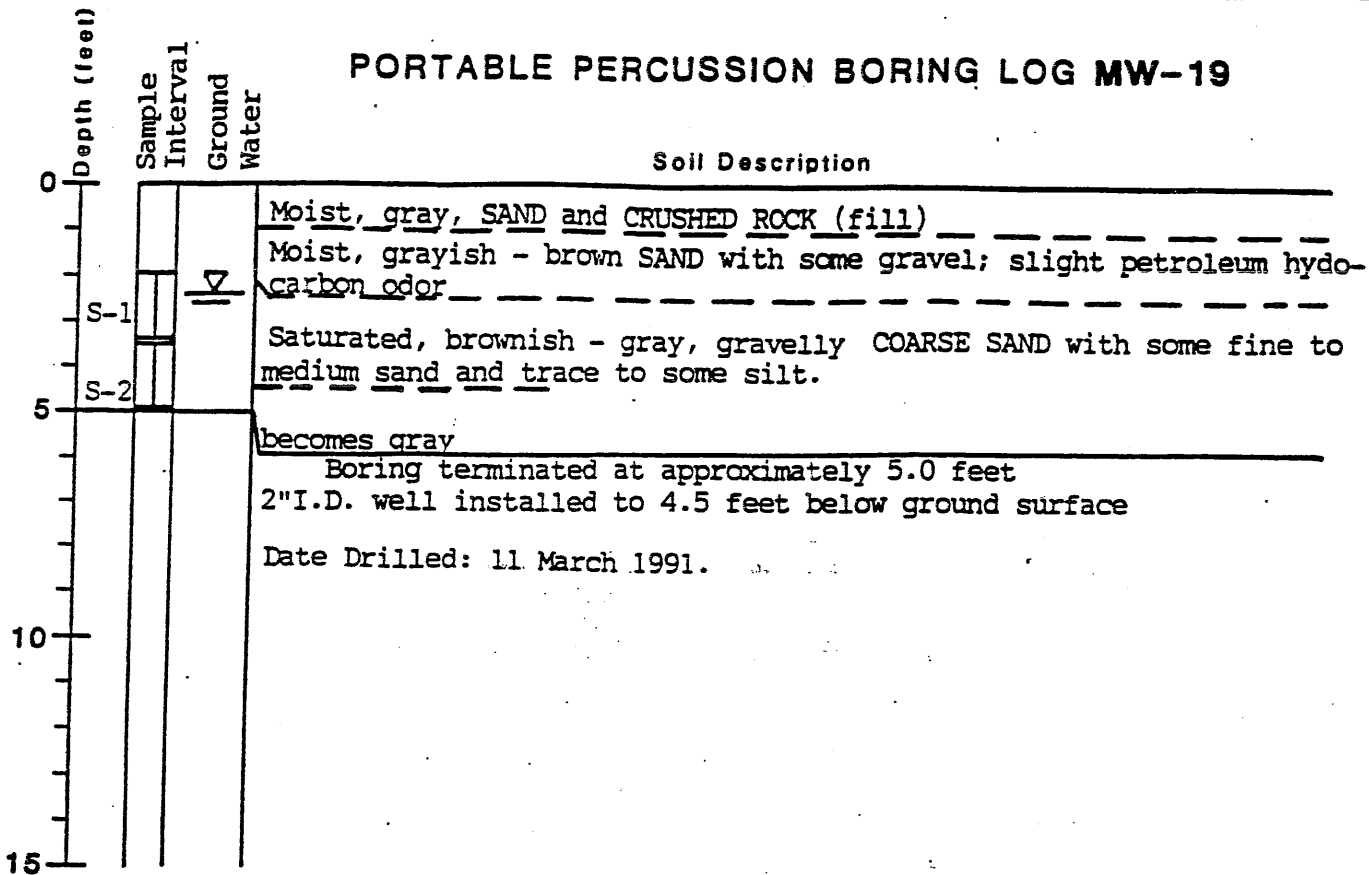 PORTABLE PERCUSSION BORING LOG MW-19
Depth (feet)
Sample
Interval
Ground
Water
Soil Description
0
Moist, gray, SAND and CRUSHED ROCK (fill)
Moist, grayish - brown SAND with some gravel; slight petroleum hydo-
carbon odor
S-1
Saturated, brownish - gray, gravelly COARSE SAND with some fine to
medium sand and trace to some silt.
S-2
5
becomes gray
Boring terminated at approximately 5.0 feet
2"I.D. well installed to 4.5 feet below ground surface
Date Drilled: 11 March 1991.
10
15